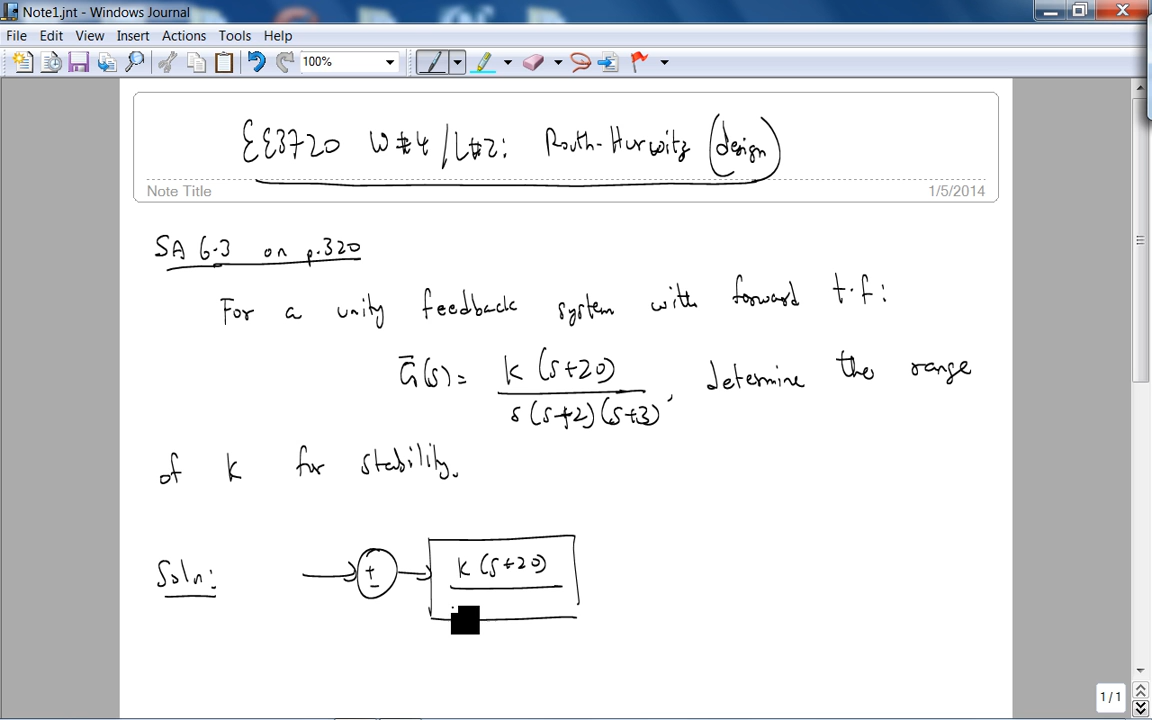 Note1.jnt - Windows Journal
File Edit View Insert Actions Tools Help
100%
EE3720 W#4/L#2: Routh-Hurwitz (design)
Note Title
1/5/2014
SA 6.3 on p.320
For a unity feedback system with forward t.f:
G(s) = K(s+20) / s(s+2)(s+3), determine the range
of K for stability.
Soln:
+
−
K(s+20)
1/1